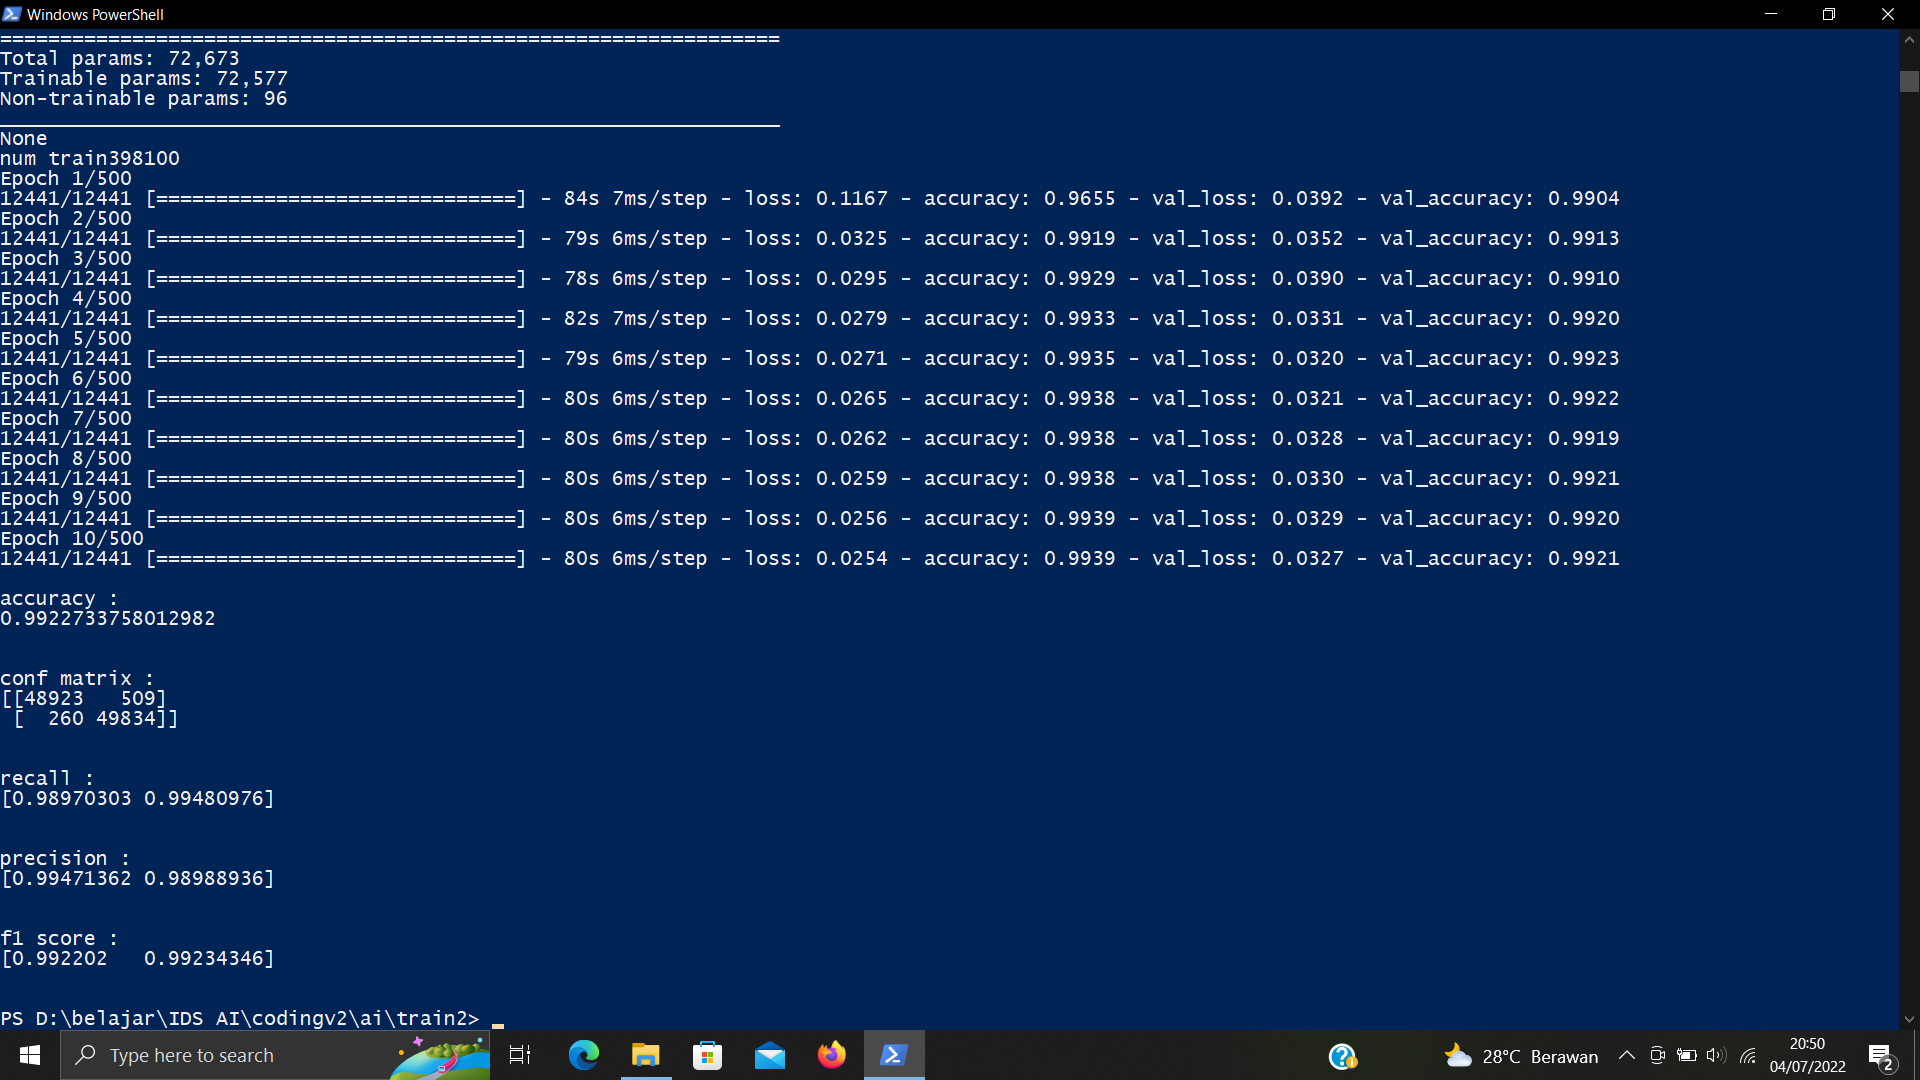 Windows PowerShell
=================================================================
Total params: 72,673
Trainable params: 72,577
Non-trainable params: 96
_________________________________________________________________
None
num train398100
Epoch 1/500
12441/12441 [==============================] - 84s 7ms/step - loss: 0.1167 - accuracy: 0.9655 - val_loss: 0.0392 - val_accuracy: 0.9904
Epoch 2/500
12441/12441 [==============================] - 79s 6ms/step - loss: 0.0325 - accuracy: 0.9919 - val_loss: 0.0352 - val_accuracy: 0.9913
Epoch 3/500
12441/12441 [==============================] - 78s 6ms/step - loss: 0.0295 - accuracy: 0.9929 - val_loss: 0.0390 - val_accuracy: 0.9910
Epoch 4/500
12441/12441 [==============================] - 82s 7ms/step - loss: 0.0279 - accuracy: 0.9933 - val_loss: 0.0331 - val_accuracy: 0.9920
Epoch 5/500
12441/12441 [==============================] - 79s 6ms/step - loss: 0.0271 - accuracy: 0.9935 - val_loss: 0.0320 - val_accuracy: 0.9923
Epoch 6/500
12441/12441 [==============================] - 80s 6ms/step - loss: 0.0265 - accuracy: 0.9938 - val_loss: 0.0321 - val_accuracy: 0.9922
Epoch 7/500
12441/12441 [==============================] - 80s 6ms/step - loss: 0.0262 - accuracy: 0.9938 - val_loss: 0.0328 - val_accuracy: 0.9919
Epoch 8/500
12441/12441 [==============================] - 80s 6ms/step - loss: 0.0259 - accuracy: 0.9938 - val_loss: 0.0330 - val_accuracy: 0.9921
Epoch 9/500
12441/12441 [==============================] - 80s 6ms/step - loss: 0.0256 - accuracy: 0.9939 - val_loss: 0.0329 - val_accuracy: 0.9920
Epoch 10/500
12441/12441 [==============================] - 80s 6ms/step - loss: 0.0254 - accuracy: 0.9939 - val_loss: 0.0327 - val_accuracy: 0.9921
accuracy :
0.9922733758012982
conf matrix :
[[48923   509]
 [  260 49834]]
recall :
[0.98970303 0.99480976]
precision :
[0.99471362 0.98988936]
f1 score :
[0.992202   0.99234346]
PS D:\belajar\IDS AI\codingv2\ai\train2>
Type here to search
28°C Berawan
20:50
04/07/2022
2